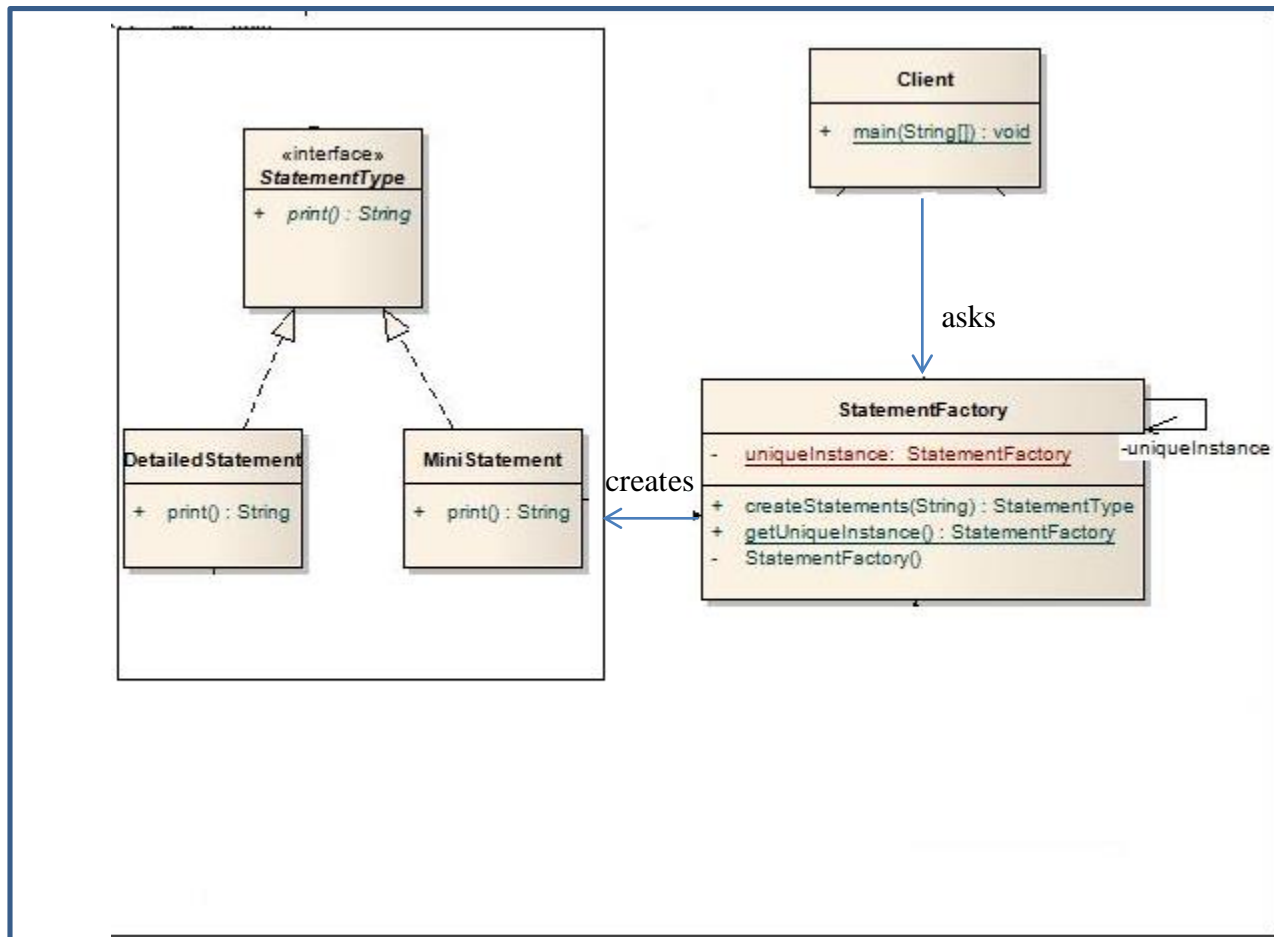 «interface»
StatementType
+ print() : String
DetailedStatement
+ print() : String
MiniStatement
+ print() : String
creates
Client
+ main(String[]) : void
asks
StatementFactory
- uniqueInstance: StatementFactory
+ createStatements(String) : StatementType
+ getUniqueInstance() : StatementFactory
- StatementFactory()
-uniqueInstance